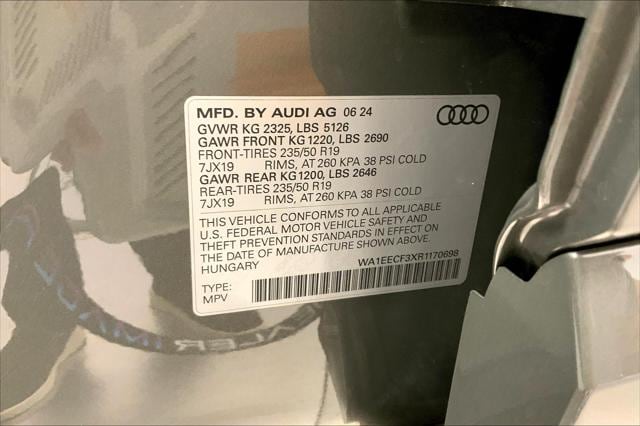 MFD. BY AUDI AG 06 24
GVWR KG 2325, LBS 5126
GAWR FRONT KG1220, LBS 2690
FRONT-TIRES 235/50 R19
7JX19 RIMS, AT 260 KPA 38 PSI COLD
GAWR REAR KG1200, LBS 2646
REAR-TIRES 235/50 R19
7JX19 RIMS, AT 260 KPA 38 PSI COLD
THIS VEHICLE CONFORMS TO ALL APPLICABLE
U.S. FEDERAL MOTOR VEHICLE SAFETY AND
THEFT PREVENTION STANDARDS IN EFFECT ON
THE DATE OF MANUFACTURE SHOWN ABOVE.
HUNGARY WA1EECF3XR1170698
TYPE:
MPV